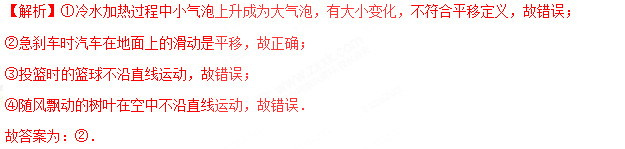 【解析】①冷水加热过程中小气泡上升成为大气泡，有大小变化，不符合平移定义，故错误；
②急刹车时汽车在地面上的滑动是平移，故正确；
③投篮时的篮球不沿直线运动，故错误；
④随风飘动的树叶在空中不沿直线运动，故错误．
故答案为：②．